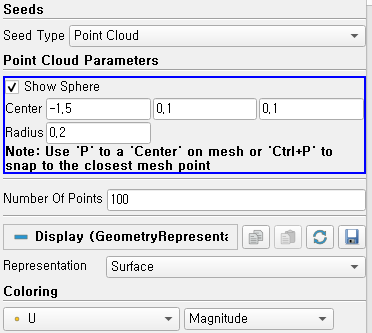 Seeds
Seed Type Point Cloud
Point Cloud Parameters
Show Sphere
Center -1,5 0,1 0,1
Radius 0,2
Note: Use 'P' to a 'Center' on mesh or 'Ctrl+P' to
snap to the closest mesh point
Number Of Points 100
Display (GeometryRepresenta
Representation Surface
Coloring
U Magnitude